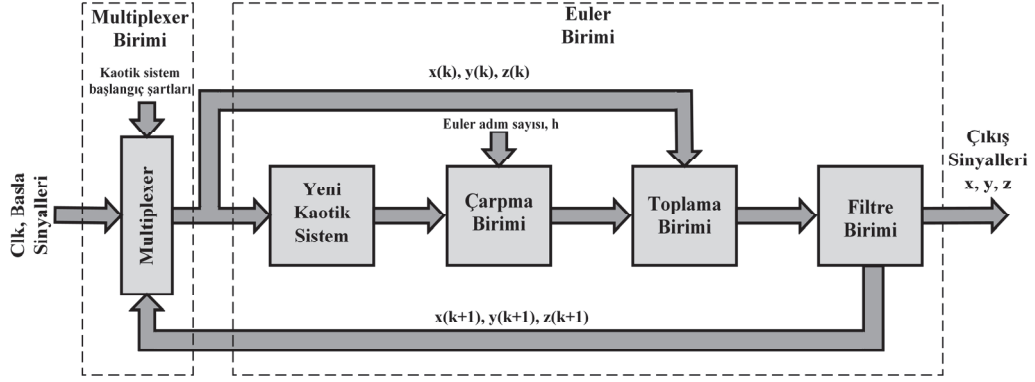 Multiplexer
Birimi
Euler
Birimi
Kaotik sistem
başlangıç şartları
x(k), y(k), z(k)
Euler adım sayısı, h
Clk, Basla
Sinyalleri
Multiplexer
Yeni
Kaotik
Sistem
Çarpma
Birimi
Toplama
Birimi
Filtre
Birimi
Çıkış
Sinyalleri
x, y, z
x(k+1), y(k+1), z(k+1)